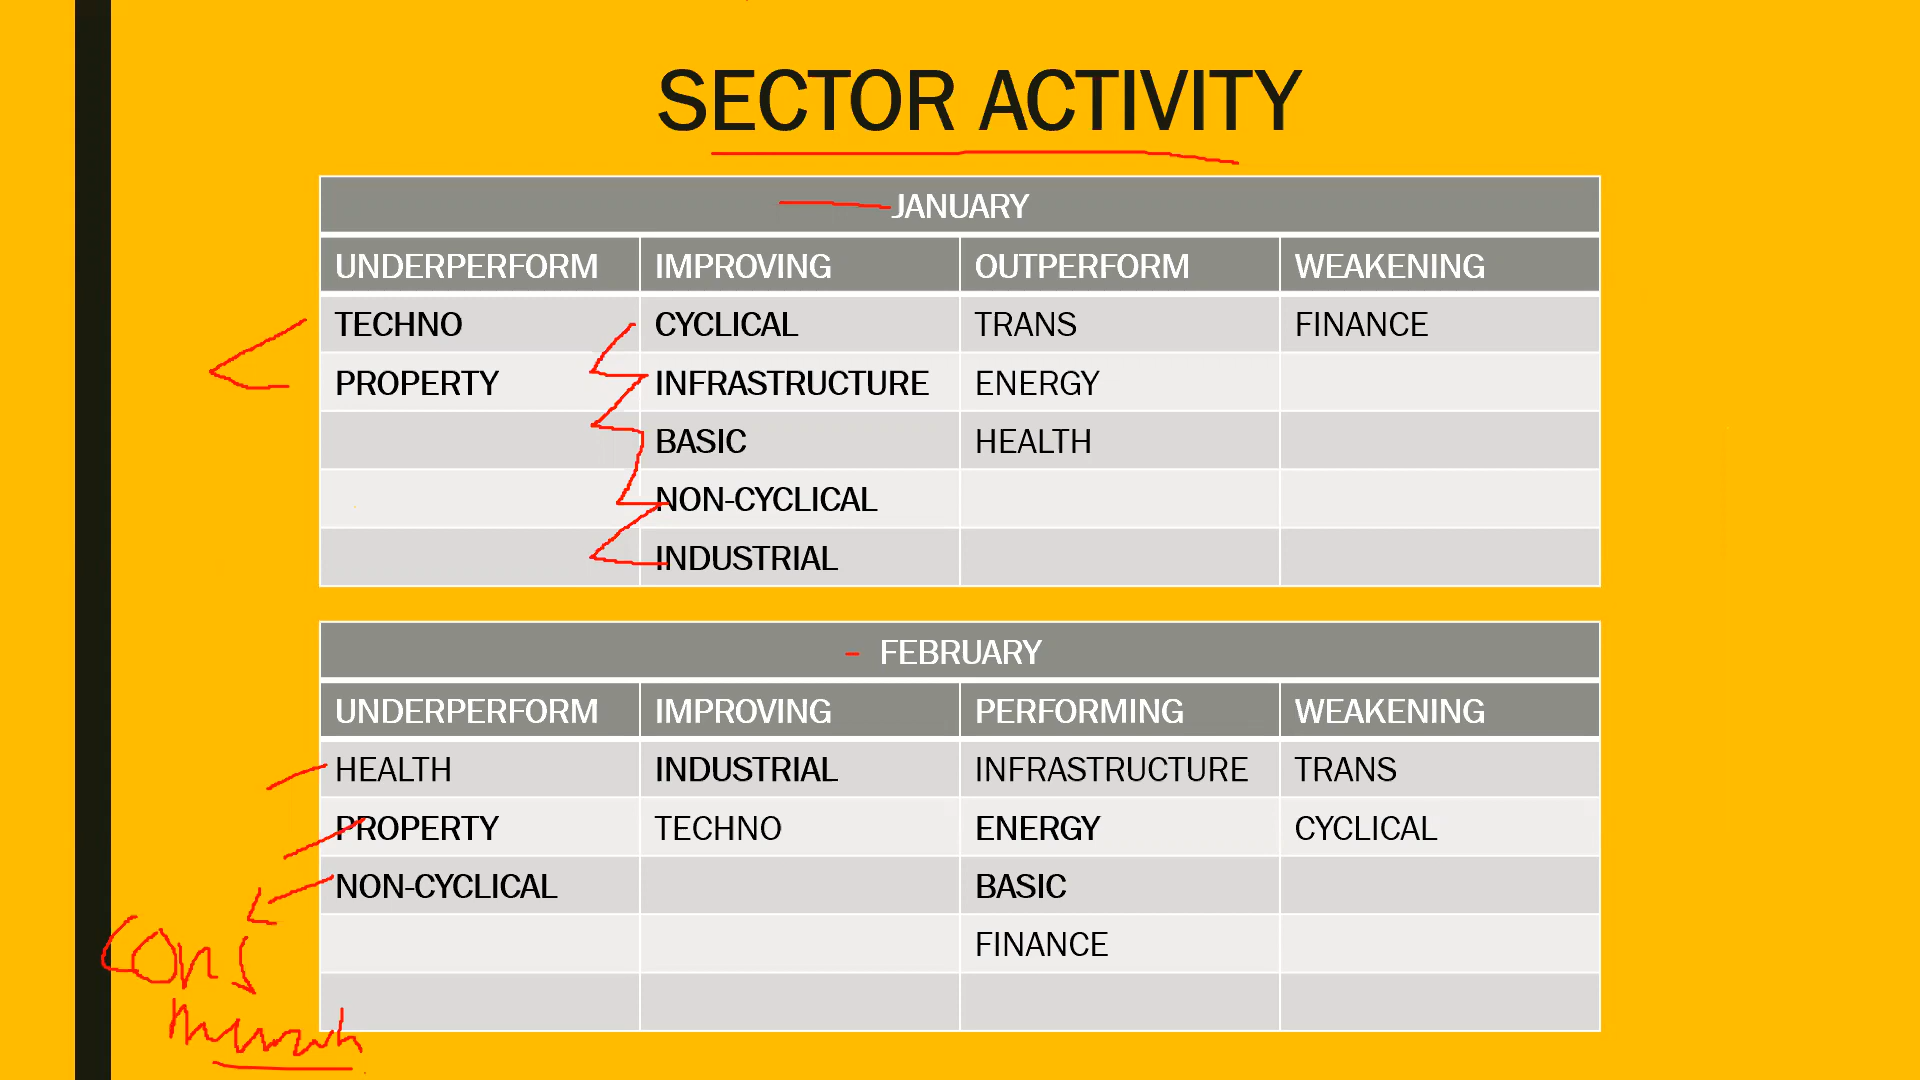 SECTOR ACTIVITY
JANUARY
UNDERPERFORM IMPROVING OUTPERFORM WEAKENING
TECHNO CYCLICAL TRANS FINANCE
PROPERTY INFRASTRUCTURE ENERGY
BASIC HEALTH
NON-CYCLICAL
INDUSTRIAL
FEBRUARY
UNDERPERFORM IMPROVING PERFORMING WEAKENING
HEALTH INDUSTRIAL INFRASTRUCTURE TRANS
PROPERTY TECHNO ENERGY CYCLICAL
NON-CYCLICAL BASIC
FINANCE